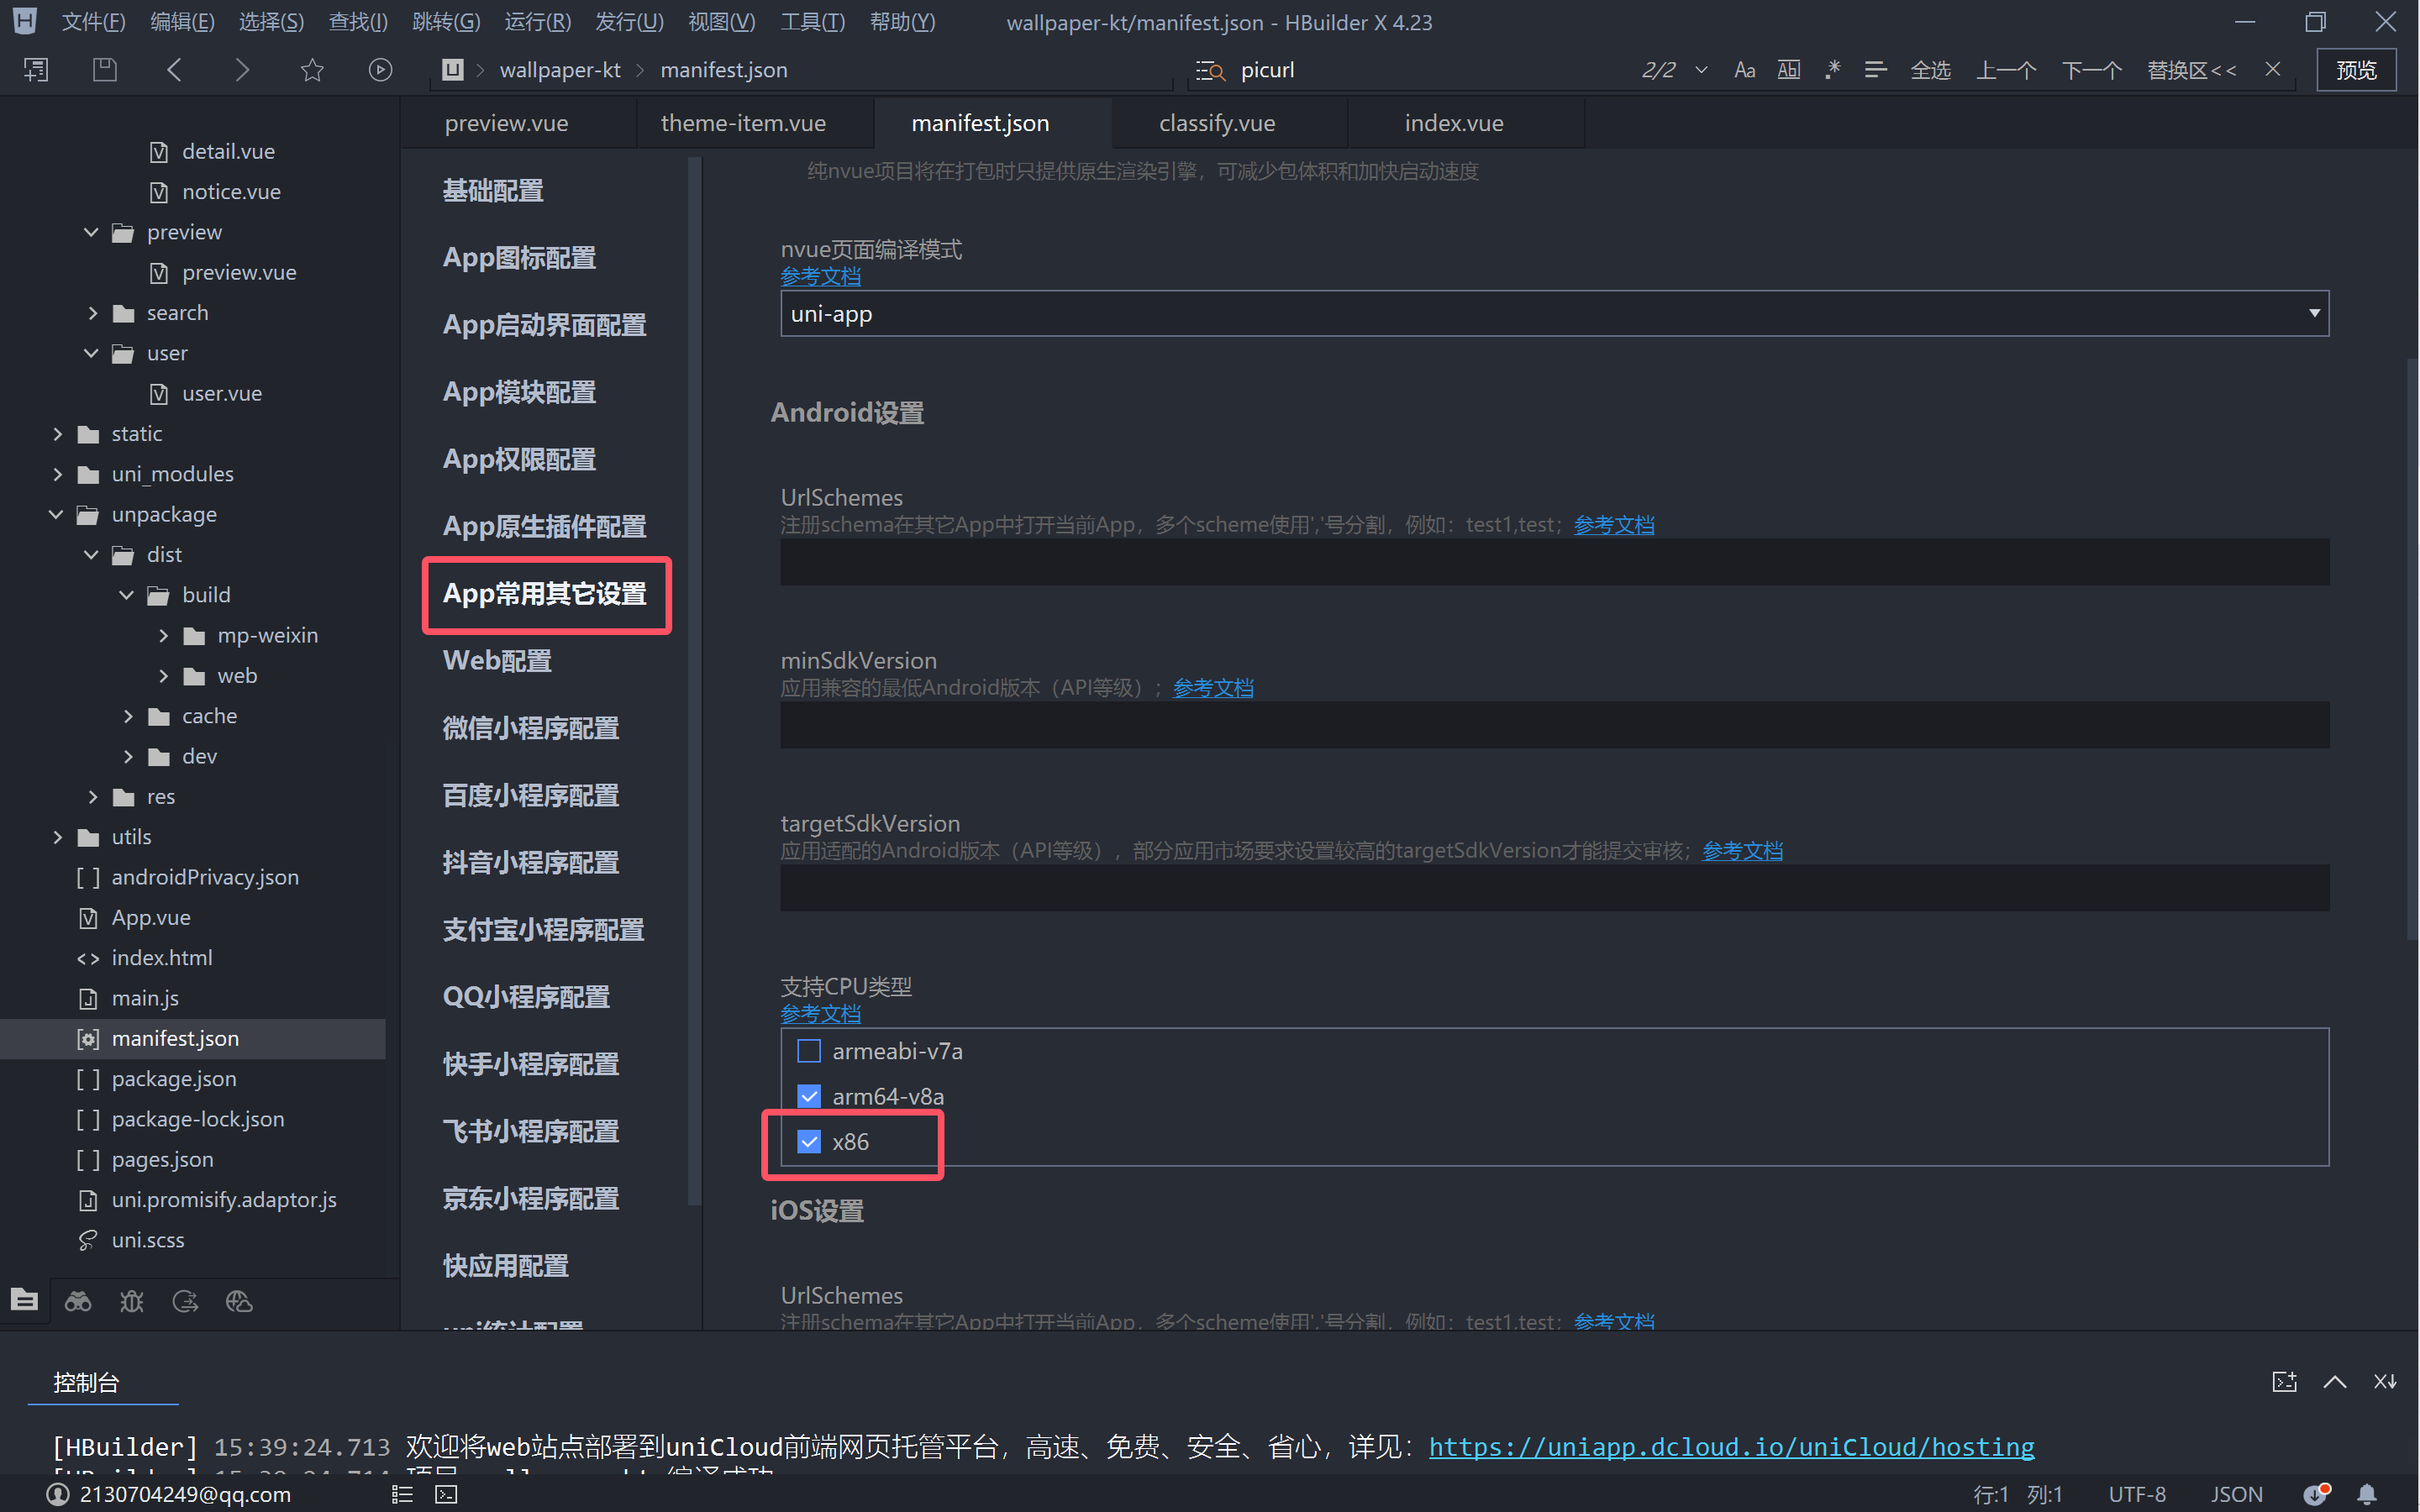 文件(F) 编辑(E) 选择(S) 查找(I) 跳转(G) 运行(R) 发行(U) 视图(V) 工具(T) 帮助(Y) wallpaper-kt/manifest.json - HBuilder X 4.23
wallpaper-kt manifest.json picurl 2/2 Aa Ab .* 全选 上一个 下一个 替换区<< 预览
preview.vue theme-item.vue manifest.json classify.vue index.vue
detail.vue
notice.vue
preview
preview.vue
search
user
user.vue
static
uni_modules
unpackage
dist
build
mp-weixin
web
cache
dev
res
utils
androidPrivacy.json
App.vue
index.html
main.js
manifest.json
package.json
package-lock.json
pages.json
uni.promisify.adaptor.js
uni.scss
基础配置
App图标配置
App启动界面配置
App模块配置
App权限配置
App原生插件配置
App常用其它设置
Web配置
微信小程序配置
百度小程序配置
抖音小程序配置
支付宝小程序配置
QQ小程序配置
快手小程序配置
飞书小程序配置
京东小程序配置
快应用配置
uni统计配置
纯nvue项目将在打包时只提供原生渲染引擎，可减少包体积和加快启动速度
nvue页面编译模式
参考文档
uni-app
Android设置
UrlSchemes
注册schema在其它App中打开当前App，多个scheme使用','号分割，例如：test1,test；参考文档
minSdkVersion
应用兼容的最低Android版本（API等级）；参考文档
targetSdkVersion
应用适配的Android版本（API等级），部分应用市场要求设置较高的targetSdkVersion才能提交审核；参考文档
支持CPU类型
参考文档
armeabi-v7a
arm64-v8a
x86
iOS设置
UrlSchemes
注册schema在其它App中打开当前App，多个scheme使用','号分割，例如：test1,test；参考文档
控制台
[HBuilder] 15:39:24.713 欢迎将web站点部署到uniCloud前端网页托管平台，高速、免费、安全、省心，详见：https://uniapp.dcloud.io/uniCloud/hosting
[HBuilder] 15:39:24.714 项目 wallpaper-kt 编译成功
2130704249@qq.com 行:1 列:1 UTF-8 JSON